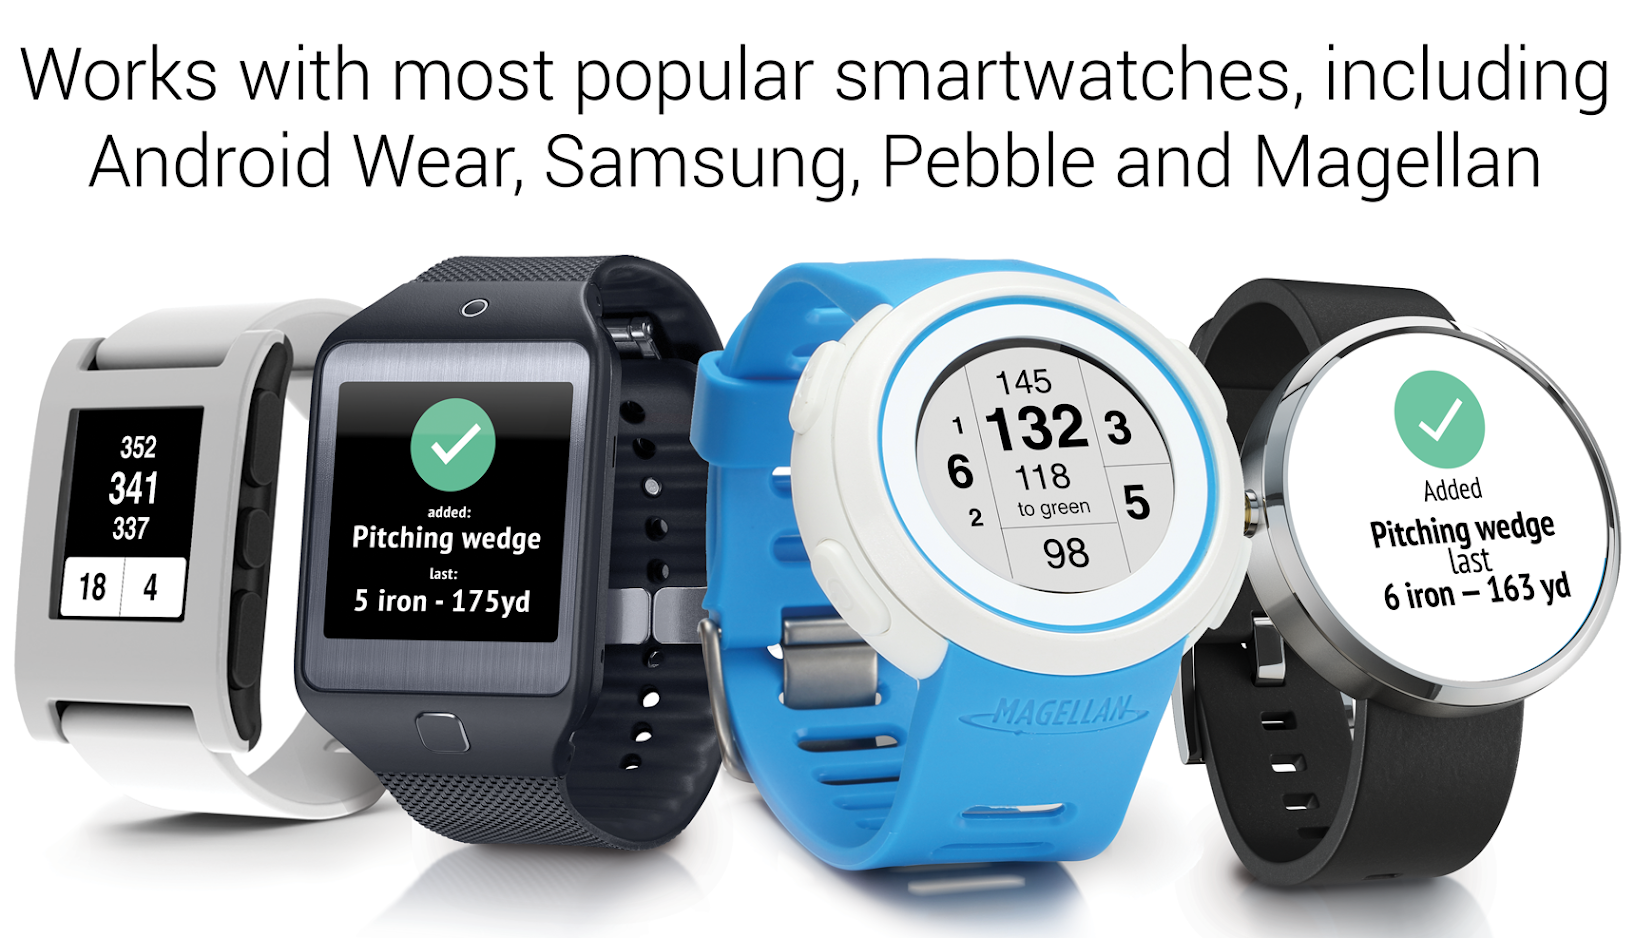 Works with most popular smartwatches, including
Android Wear, Samsung, Pebble and Magellan
352
341
337
18 4
added:
Pitching wedge
last:
5 iron - 175yd
145
1 132 3
6 118
to green 5
2
98
MAGELLAN
Added
Pitching wedge
last
6 iron – 163 yd